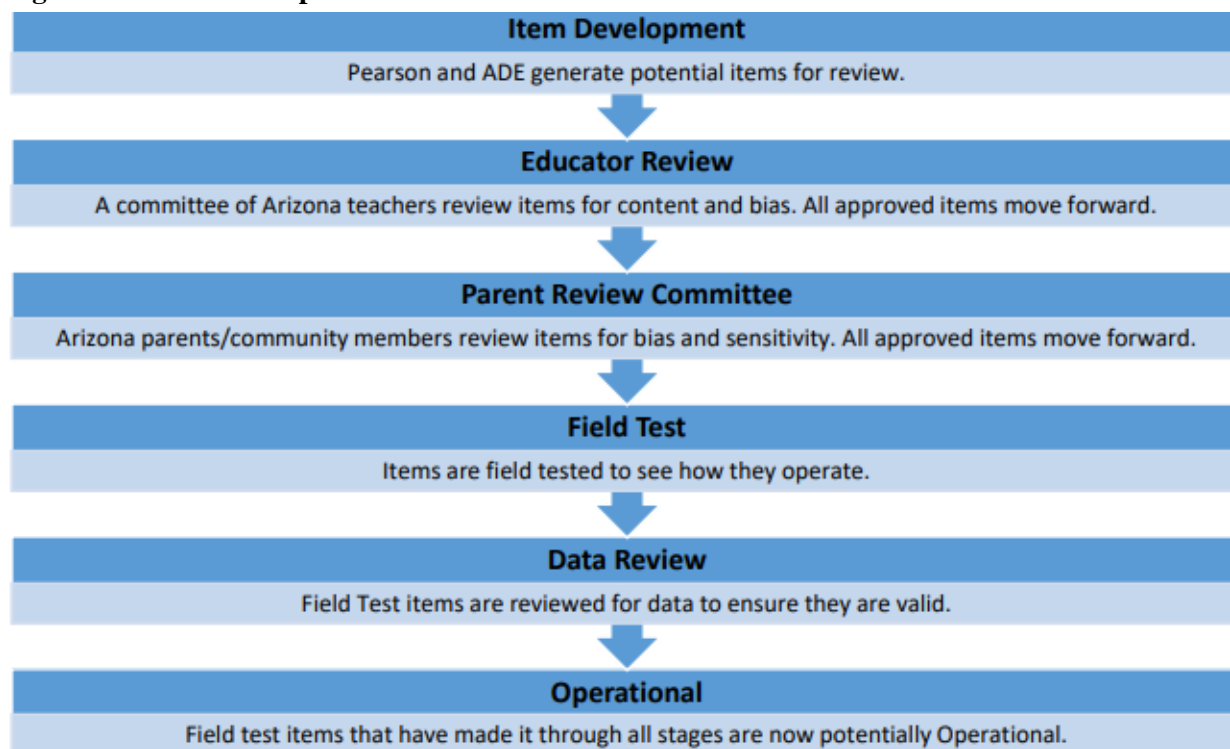 Item Development
Pearson and ADE generate potential items for review.
Educator Review
A committee of Arizona teachers review items for content and bias. All approved items move forward.
Parent Review Committee
Arizona parents/community members review items for bias and sensitivity. All approved items move forward.
Field Test
Items are field tested to see how they operate.
Data Review
Field Test items are reviewed for data to ensure they are valid.
Operational
Field test items that have made it through all stages are now potentially Operational.